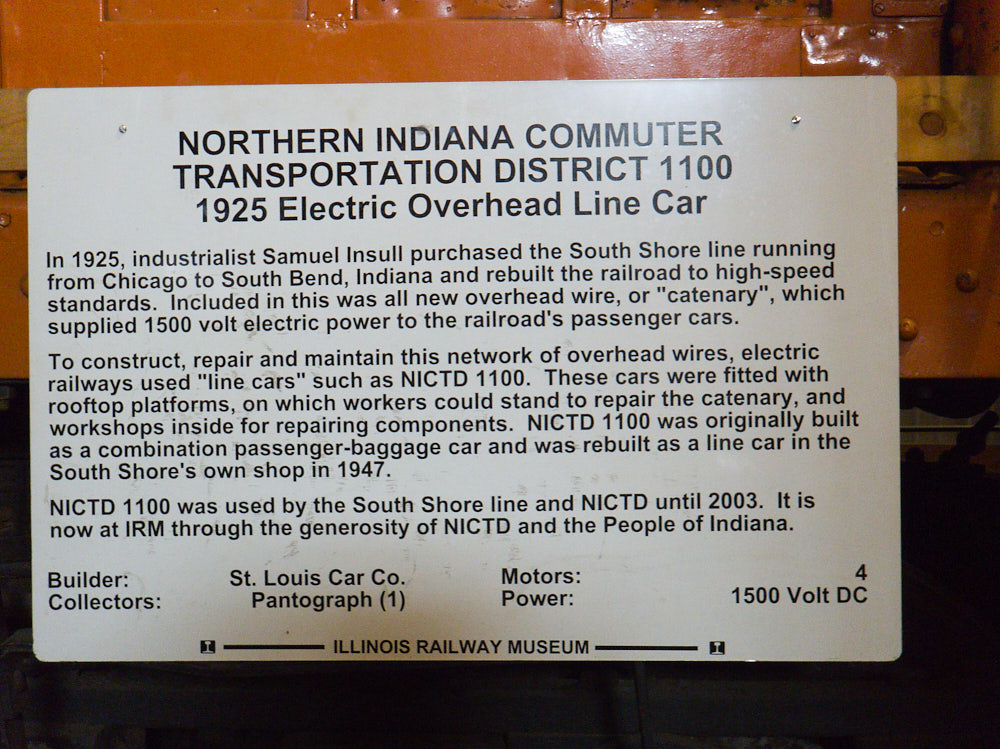 NORTHERN INDIANA COMMUTER
TRANSPORTATION DISTRICT 1100
1925 Electric Overhead Line Car
In 1925, industrialist Samuel Insull purchased the South Shore line running
from Chicago to South Bend, Indiana and rebuilt the railroad to high-speed
standards.  Included in this was all new overhead wire, or "catenary", which
supplied 1500 volt electric power to the railroad's passenger cars.
To construct, repair and maintain this network of overhead wires, electric
railways used "line cars" such as NICTD 1100.  These cars were fitted with
rooftop platforms, on which workers could stand to repair the catenary, and
workshops inside for repairing components.  NICTD 1100 was originally built
as a combination passenger-baggage car and was rebuilt as a line car in the
South Shore's own shop in 1947.
NICTD 1100 was used by the South Shore line and NICTD until 2003.  It is
now at IRM through the generosity of NICTD and the People of Indiana.
Builder: St. Louis Car Co. Motors: 4
Collectors: Pantograph (1) Power: 1500 Volt DC
I ILLINOIS RAILWAY MUSEUM I